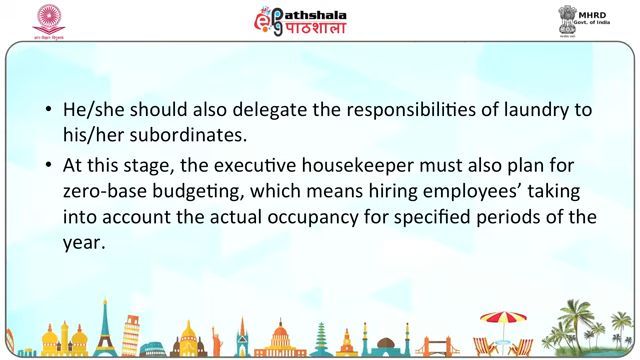 ePathshala
पाठशाला
MHRD
Govt. of India
• He/she should also delegate the responsibilities of laundry to
his/her subordinates.
• At this stage, the executive housekeeper must also plan for
zero-base budgeting, which means hiring employees’ taking
into account the actual occupancy for specified periods of the
year.